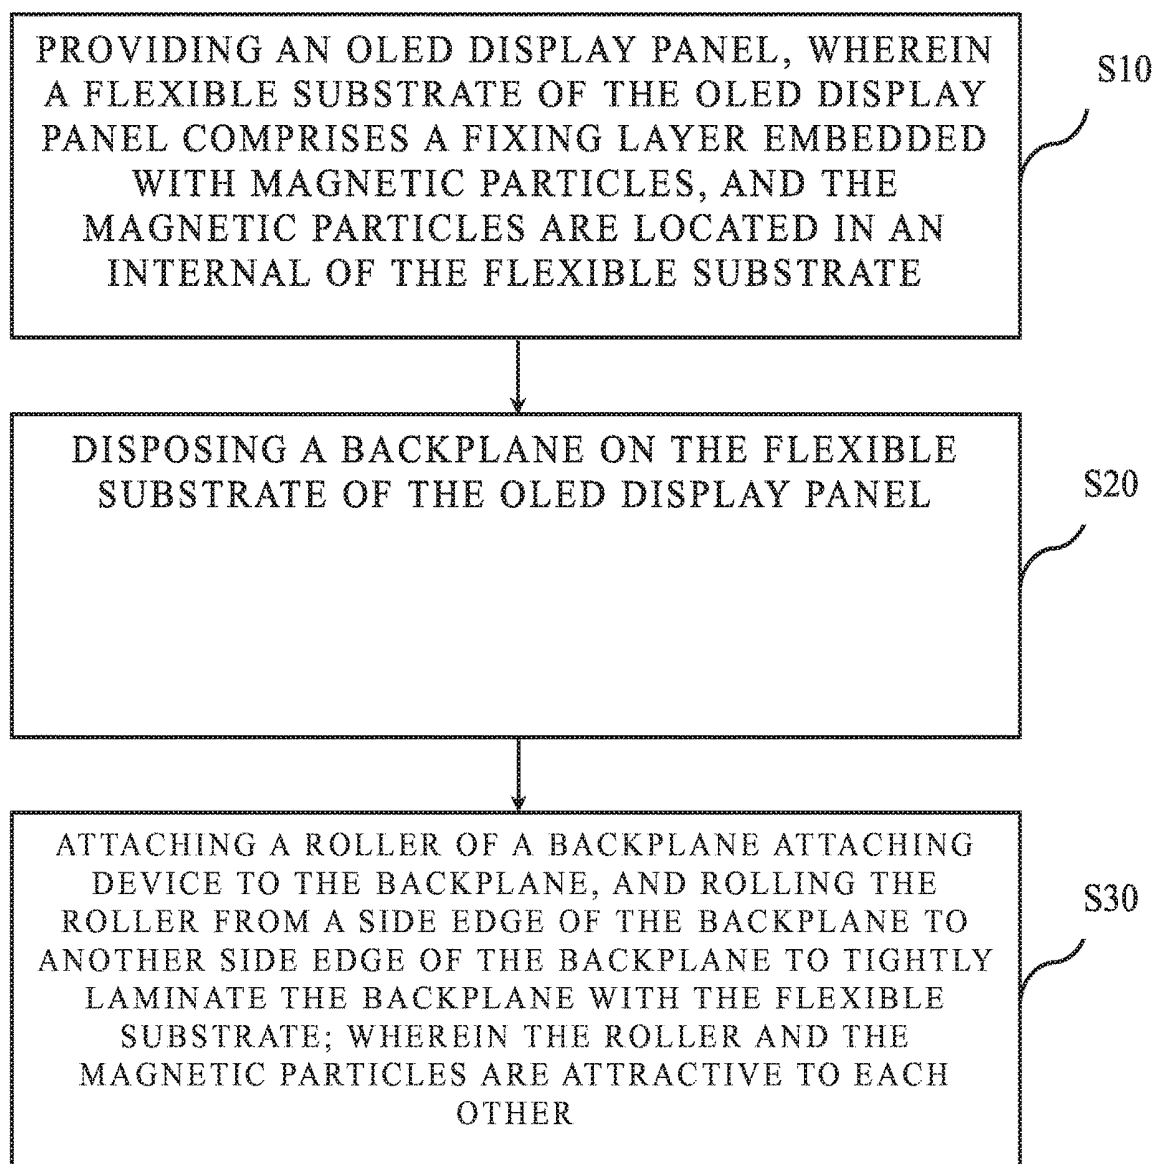 PROVIDING AN OLED DISPLAY PANEL, WHEREIN
A FLEXIBLE SUBSTRATE OF THE OLED DISPLAY
PANEL COMPRISES A FIXING LAYER EMBEDDED
WITH MAGNETIC PARTICLES, AND THE
MAGNETIC PARTICLES ARE LOCATED IN AN
INTERNAL OF THE FLEXIBLE SUBSTRATE
S10
DISPOSING A BACKPLANE ON THE FLEXIBLE
SUBSTRATE OF THE OLED DISPLAY PANEL
S20
ATTACHING A ROLLER OF A BACKPLANE ATTACHING
DEVICE TO THE BACKPLANE, AND ROLLING THE
ROLLER FROM A SIDE EDGE OF THE BACKPLANE TO
ANOTHER SIDE EDGE OF THE BACKPLANE TO TIGHTLY
LAMINATE THE BACKPLANE WITH THE FLEXIBLE
SUBSTRATE; WHEREIN THE ROLLER AND THE
MAGNETIC PARTICLES ARE ATTRACTIVE TO EACH
OTHER
S30